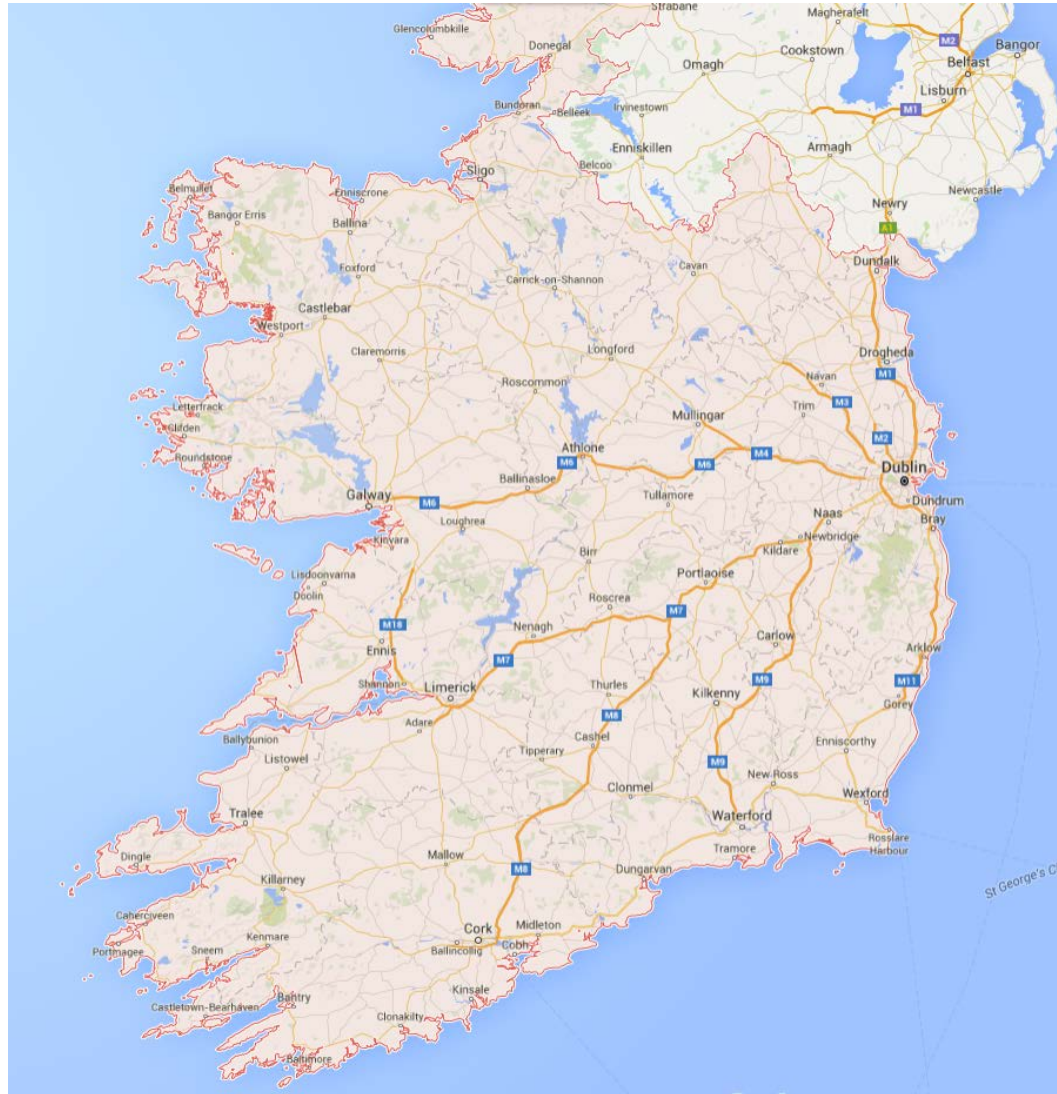 Strabane
Magherafelt
Glencolumbkille
Donegal
M2
Bangor
Cookstown
Omagh
Belfast
Lisburn
Bundoran
Belleek
Irvinestown
M1
Enniskillen
Armagh
Belcoo
Sligo
Newcastle
Belmullet
Enniscrone
Newry
Bangor Erris
Ballina
A1
Dundalk
Foxford
Cavan
Carrick-on-Shannon
Castlebar
Westport
Claremorris
Longford
Drogheda
M1
Navan
Roscommon
M3
Letterfrack
Mullingar
Trim
Clifden
M2
Athlone
M4
Roundstone
M6
M6
Dublin
Ballinasloe
Galway
M6
Tullamore
Dundrum
Naas
Bray
Loughrea
Kinvara
Newbridge
Birr
Kildare
Lisdoonvarna
Portlaoise
Doolin
Roscrea
M7
M18
Nenagh
Carlow
Ennis
Arklow
M7
M9
M11
Shannon
Limerick
Thurles
Kilkenny
Gorey
M8
Adare
Ballybunion
Cashel
Enniscorthy
Tipperary
Listowel
M9
New Ross
Clonmel
Wexford
Tralee
Waterford
Rosslare
Harbour
Dingle
Mallow
Tramore
M8
Dungarvan
Killarney
St George's C
Caherciveen
Cork
Midleton
Kenmare
Portmagee
Sneem
Ballincollig
Cobh
Kinsale
Bantry
Castletown-Bearhaven
Clonakilty
Baltimore